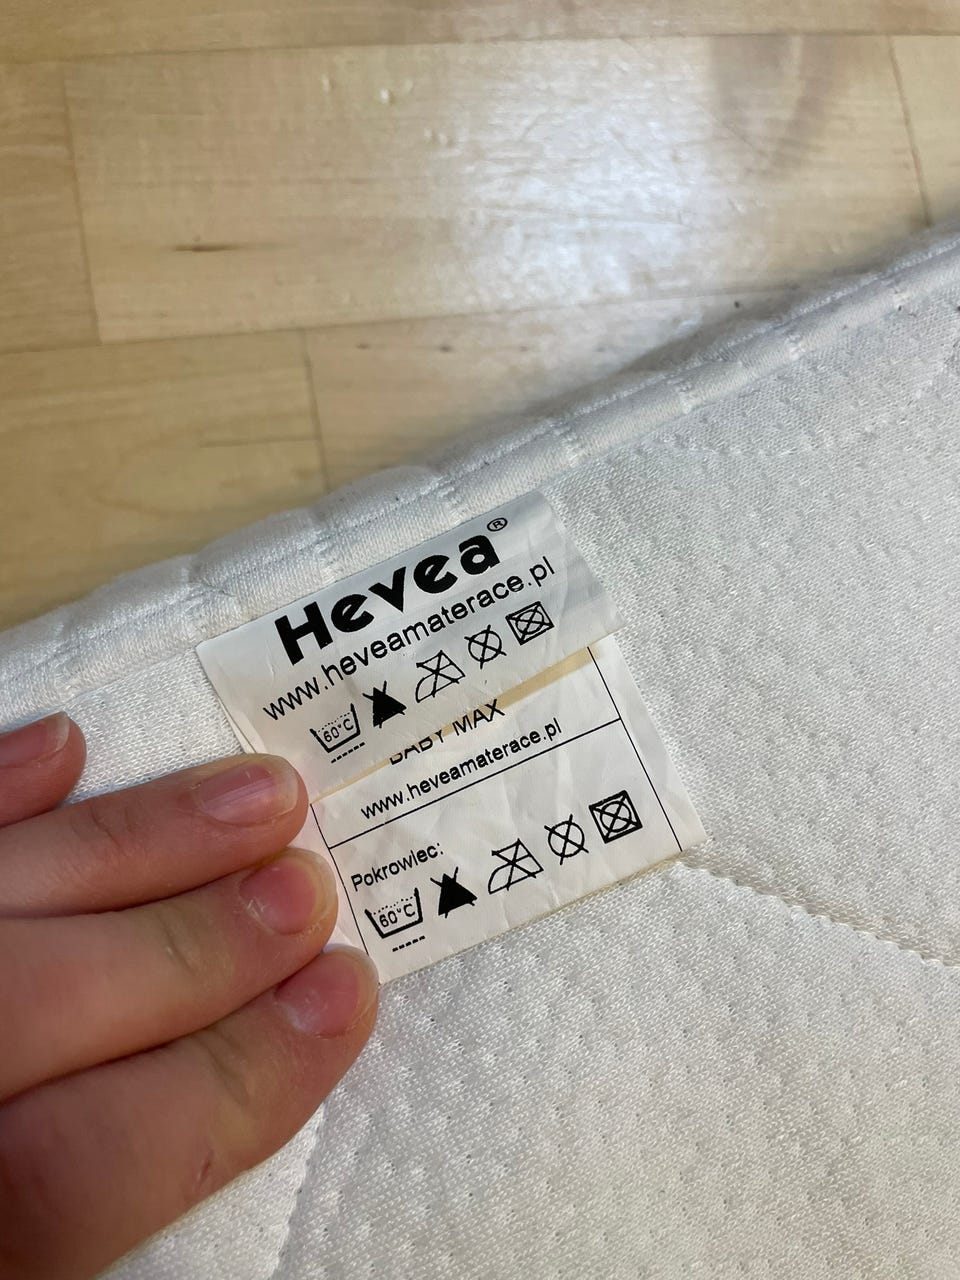 Hevea®
www.heveamaterace.pl
60°C
BABY MAX
www.heveamaterace.pl
Pokrowiec:
60°C